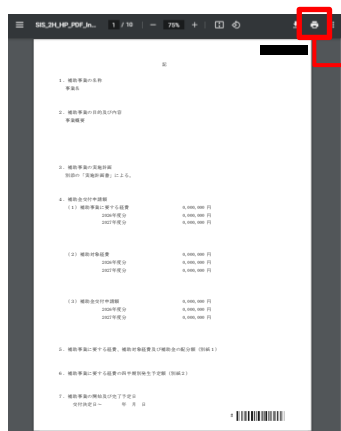 SIS_2H_HP_PDF_In... 1 / 10 75%
記
1. 補助事業の名称
事業名
2. 補助事業の目的及び内容
事業概要
3. 補助事業の実施計画
別添の「実施計画書」による。
4. 補助金交付申請額
(1) 補助事業に要する経費 0,000,000 円
2026年度分 0,000,000 円
2027年度分 0,000,000 円
(2) 補助対象経費 0,000,000 円
2026年度分 0,000,000 円
2027年度分 0,000,000 円
(3) 補助金交付申請額 0,000,000 円
2026年度分 0,000,000 円
2027年度分 0,000,000 円
5. 補助事業に要する経費、補助対象経費及び補助金の配分額(別紙1)
6. 補助事業に要する経費の四半期別発生予定額(別紙2)
7. 補助事業の開始及び完了予定日
交付決定日~ 年 月 日